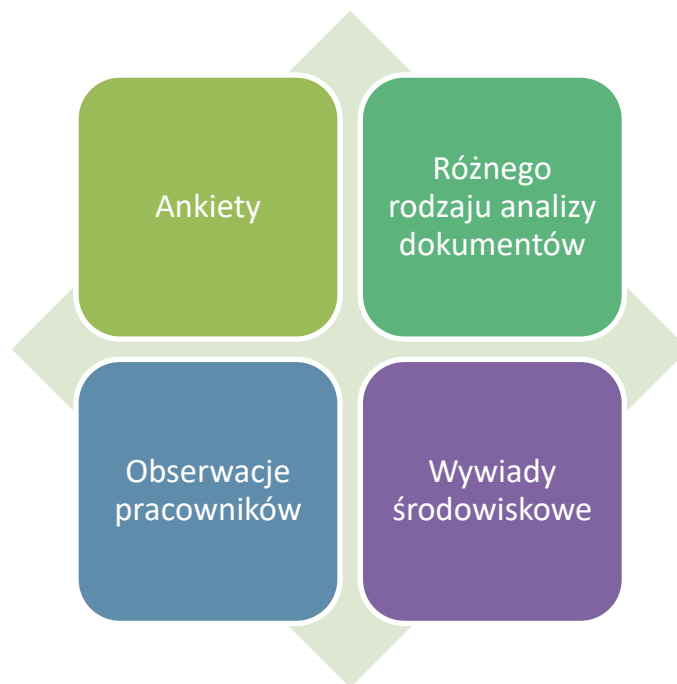 Ankiety
Różnego
rodzaju analizy
dokumentów
Obserwacje
pracowników
Wywiady
środowiskowe